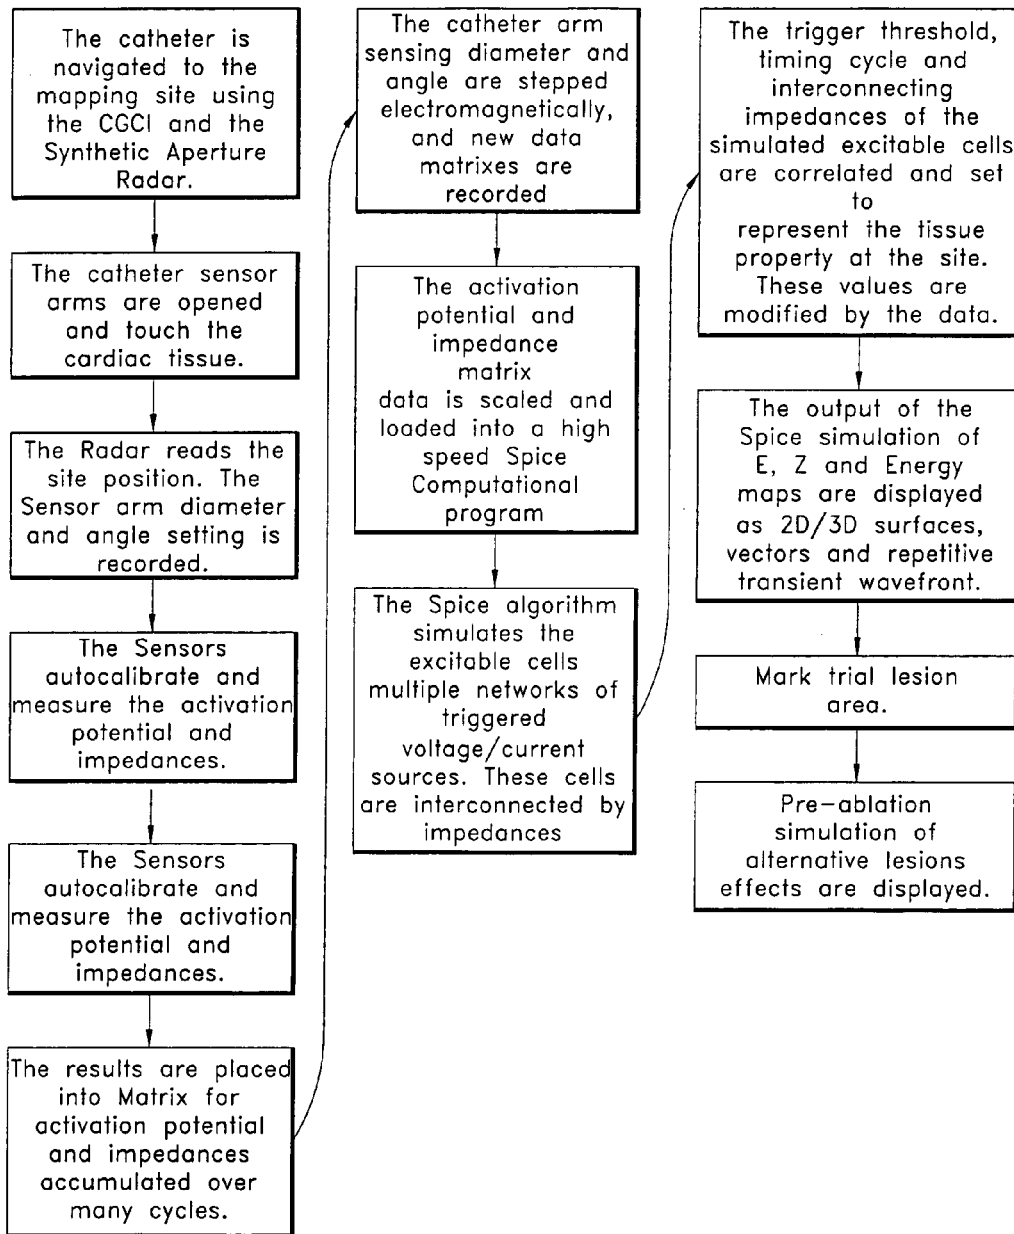 The catheter is
navigated to the
mapping site using
the CGCI and the
Synthetic Aperture
Radar.
The catheter sensor
arms are opened
and touch the
cardiac tissue.
The Radar reads the
site position. The
Sensor arm diameter
and angle setting is
recorded.
The Sensors
autocalibrate and
measure the activation
potential and
impedances.
The Sensors
autocalibrate and
measure the activation
potential and
impedances.
The results are placed
into Matrix for
activation potential
and impedances
accumulated over
many cycles.
The catheter arm
sensing diameter and
angle are stepped
electromagnetically,
and new data
matrixes are
recorded
The activation
potential and
impedance
matrix
data is scaled and
loaded into a high
speed Spice
Computational
program
The Spice algorithm
simulates the
excitable cells
multiple networks of
triggered
voltage/current
sources. These cells
are interconnected by
impedances
The trigger threshold,
timing cycle and
interconnecting
impedances of the
simulated excitable cells
are correlated and set
to
represent the tissue
property at the site.
These values are
modified by the data.
The output of the
Spice simulation of
E, Z and Energy
maps are displayed
as 2D/3D surfaces,
vectors and repetitive
transient wavefront.
Mark trial lesion
area.
Pre-ablation
simulation of
alternative lesions
effects are displayed.